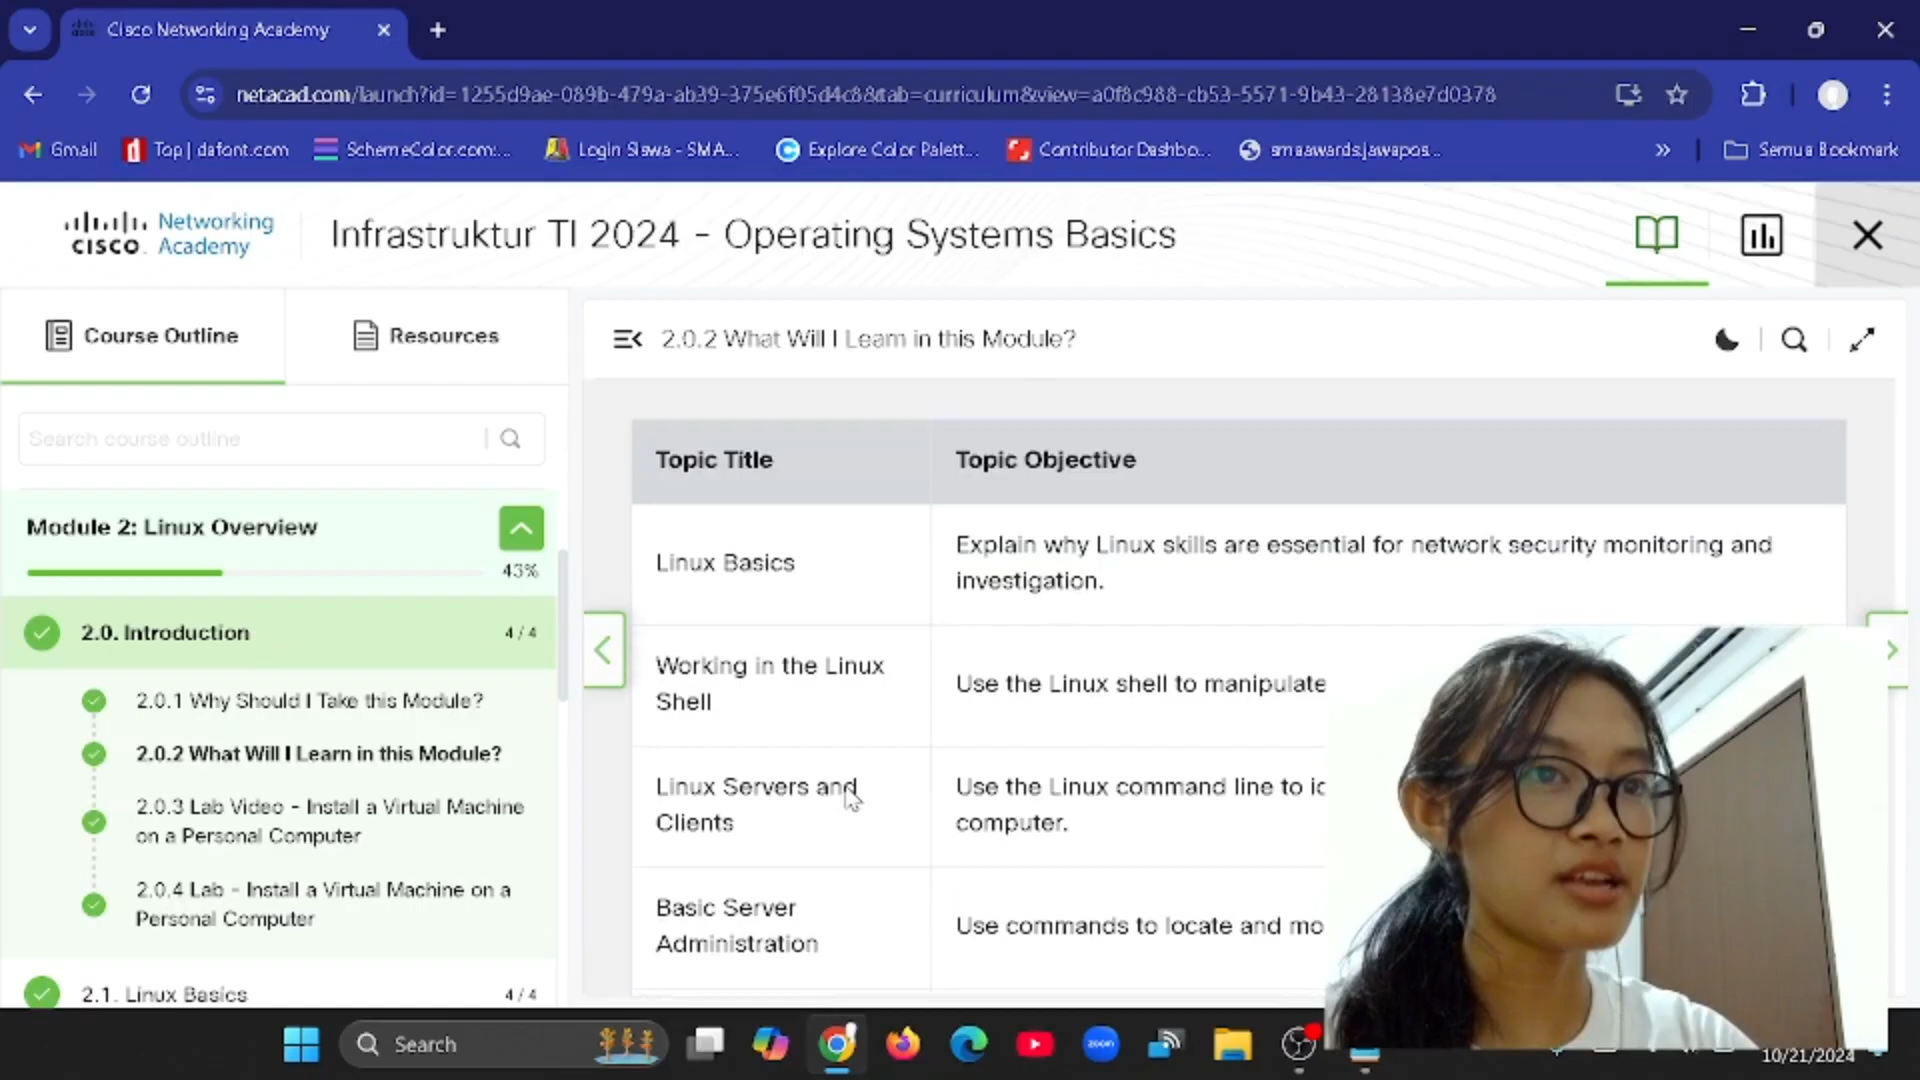 Cisco Networking Academy
netacad.com/launch?id=1255d9ae-089b-479a-ab39-375e6f05d4c8&tab=curriculum&view=a0f8c988-cb53-5571-9b43-28138e7d0378
Gmail
Top | dafont.com
SchemeColor.com:...
Login Siswa - SMA...
Explore Color Palett...
Contributor Dashbo...
smaawards.jawapos...
Semua Bookmark
CISCO. Networking Academy
Infrastruktur TI 2024 - Operating Systems Basics
Course Outline
Resources
2.0.2 What Will I Learn in this Module?
Search course outline
Module 2: Linux Overview
43%
2.0. Introduction 4 / 4
2.0.1 Why Should I Take this Module?
2.0.2 What Will I Learn in this Module?
2.0.3 Lab Video - Install a Virtual Machine
on a Personal Computer
2.0.4 Lab - Install a Virtual Machine on a
Personal Computer
2.1. Linux Basics 4 / 4
Topic Title Topic Objective
Linux Basics
Explain why Linux skills are essential for network security monitoring and
investigation.
Working in the Linux
Shell
Use the Linux shell to manipulate
Linux Servers and
Clients
Use the Linux command line to
computer.
Basic Server
Administration
Use commands to locate and mo
Search
zoom
10/21/2024